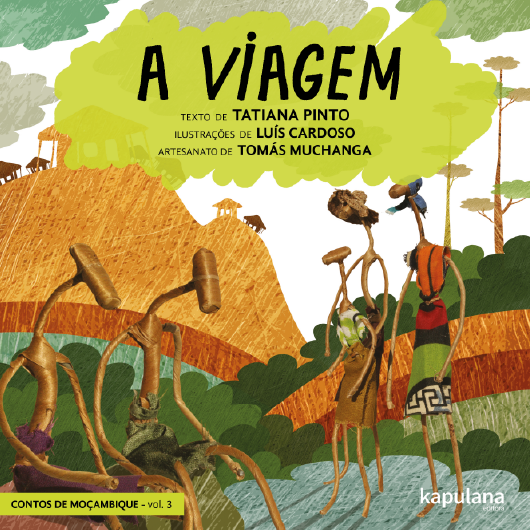 A VIAGEM
TEXTO DE TATIANA PINTO
ILUSTRAÇÕES DE LUÍS CARDOSO
ARTESANATO DE TOMÁS MUCHANGA
CONTOS DE MOÇAMBIQUE - vol. 3
kapulana
editora